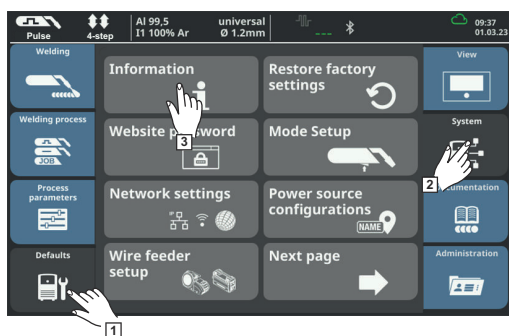 Pulse
4-step
Al 99,5 universal
I1 100% Ar Ø 1.2mm
---
09:37
01.03.23
Welding
Welding process
JOB
Process
parameters
Defaults
1
Information
3
Restore factory
settings
Website password
Mode Setup
Network settings
Power source
configurations
NAME
Wire feeder
setup
Next page
View
System
2
Documentation
Administration